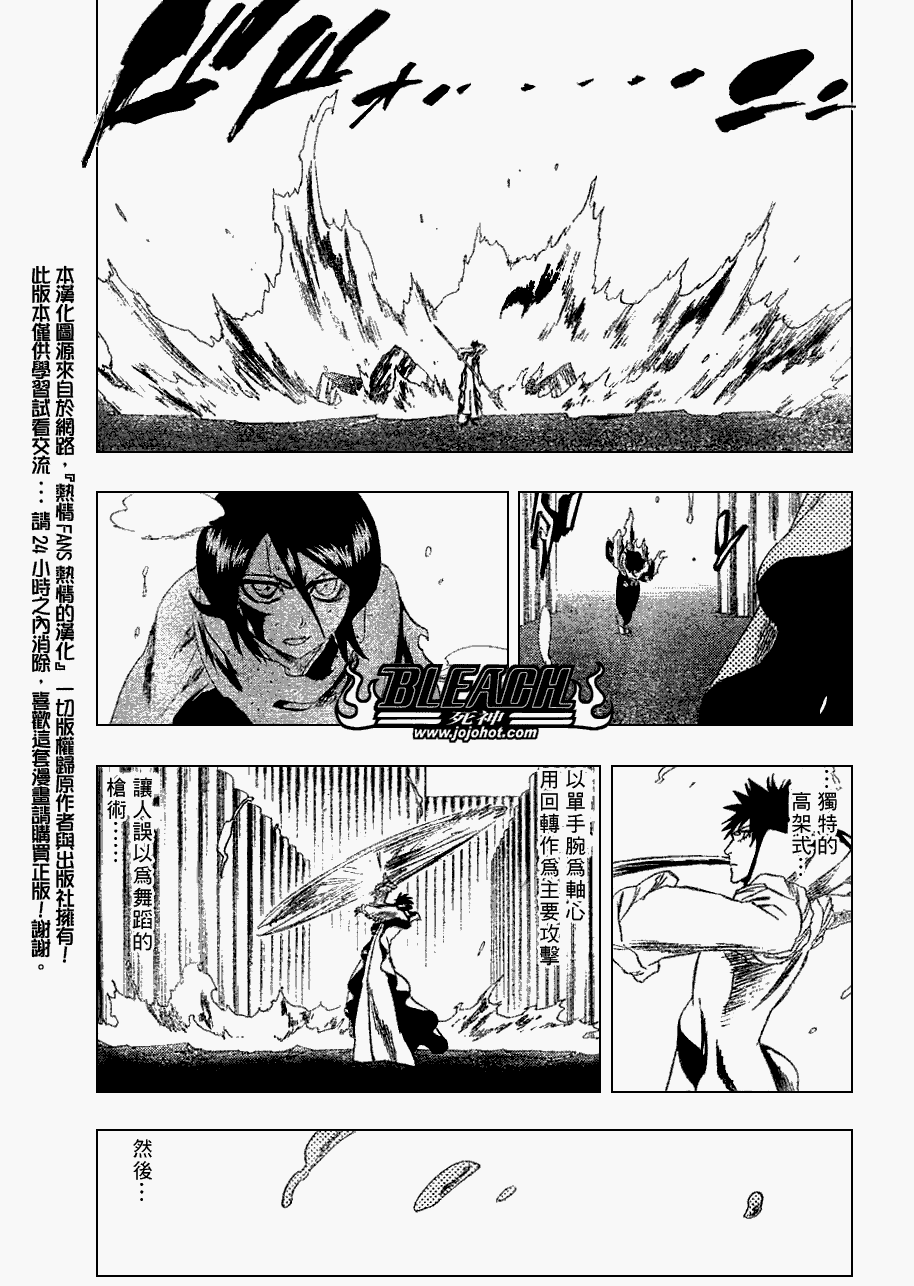 ドドォ・・・・・ン
BLEACH
死神
www.jojohot.com
…獨特的
高架式…
以單手腕爲軸心
用回轉作爲主要攻擊
讓人誤以爲舞蹈的
槍術……
然後…
本漢化圖源來自於網路，『熱情FANS熱情的漢化』一切版權歸原作者與出版社擁有！
此版本僅供學習試看交流… 請24小時之內消除，喜歡這套漫畫請購買正版！謝謝。